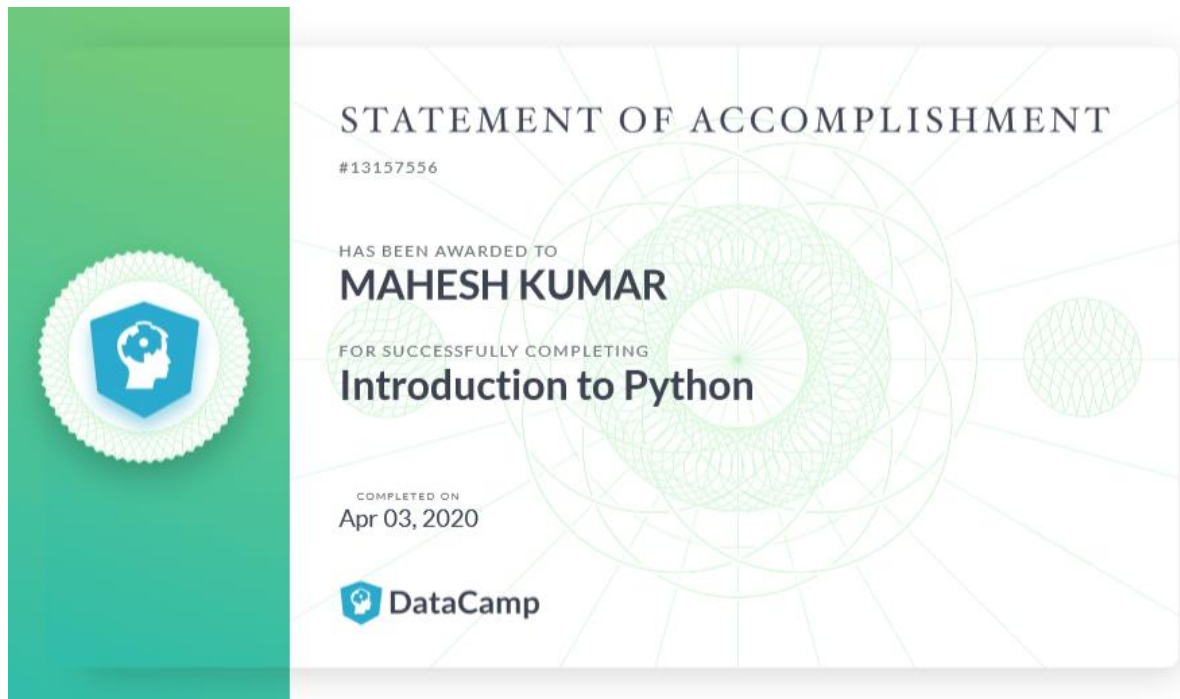 STATEMENT OF ACCOMPLISHMENT
#13157556
HAS BEEN AWARDED TO
MAHESH KUMAR
FOR SUCCESSFULLY COMPLETING
Introduction to Python
COMPLETED ON
Apr 03, 2020
DataCamp